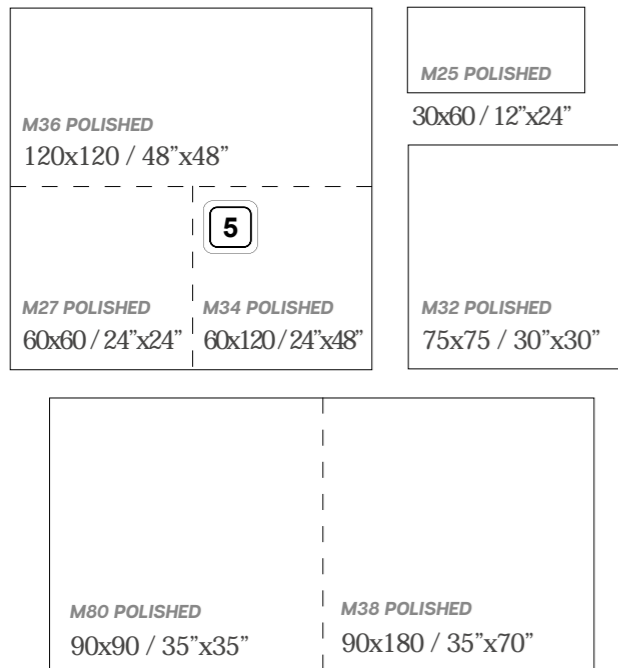 M36 POLISHED
120x120 / 48”x48”
5
M27 POLISHED
60x60 / 24”x24”
M34 POLISHED
60x120 / 24”x48”
M25 POLISHED
30x60 / 12”x24”
M32 POLISHED
75x75 / 30”x30”
M80 POLISHED
90x90 / 35”x35”
M38 POLISHED
90x180 / 35”x70”